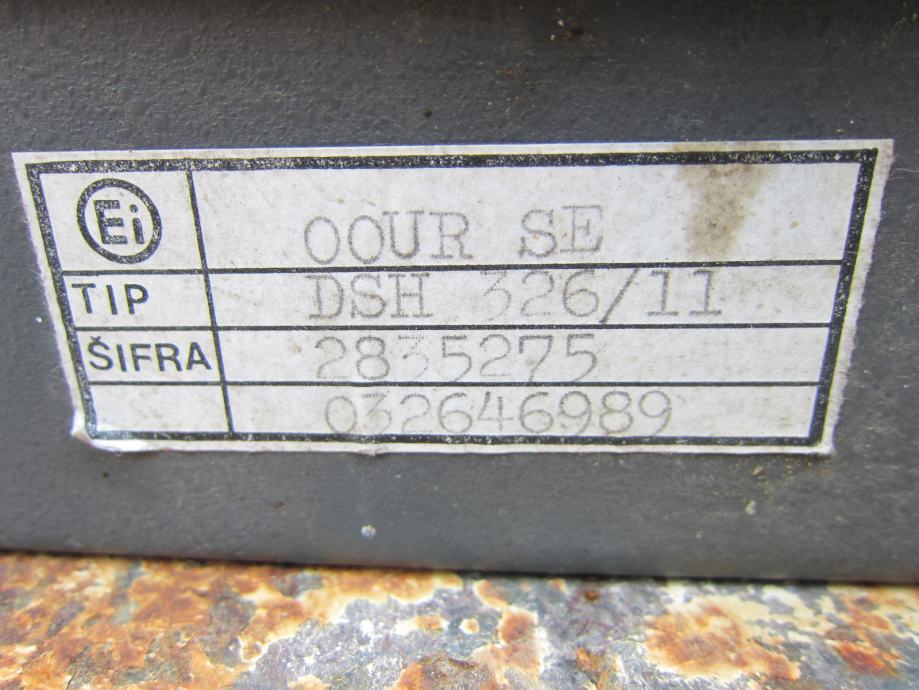 Ei OOUR SE
TIP DSH 326/11
ŠIFRA 2835275
032646989